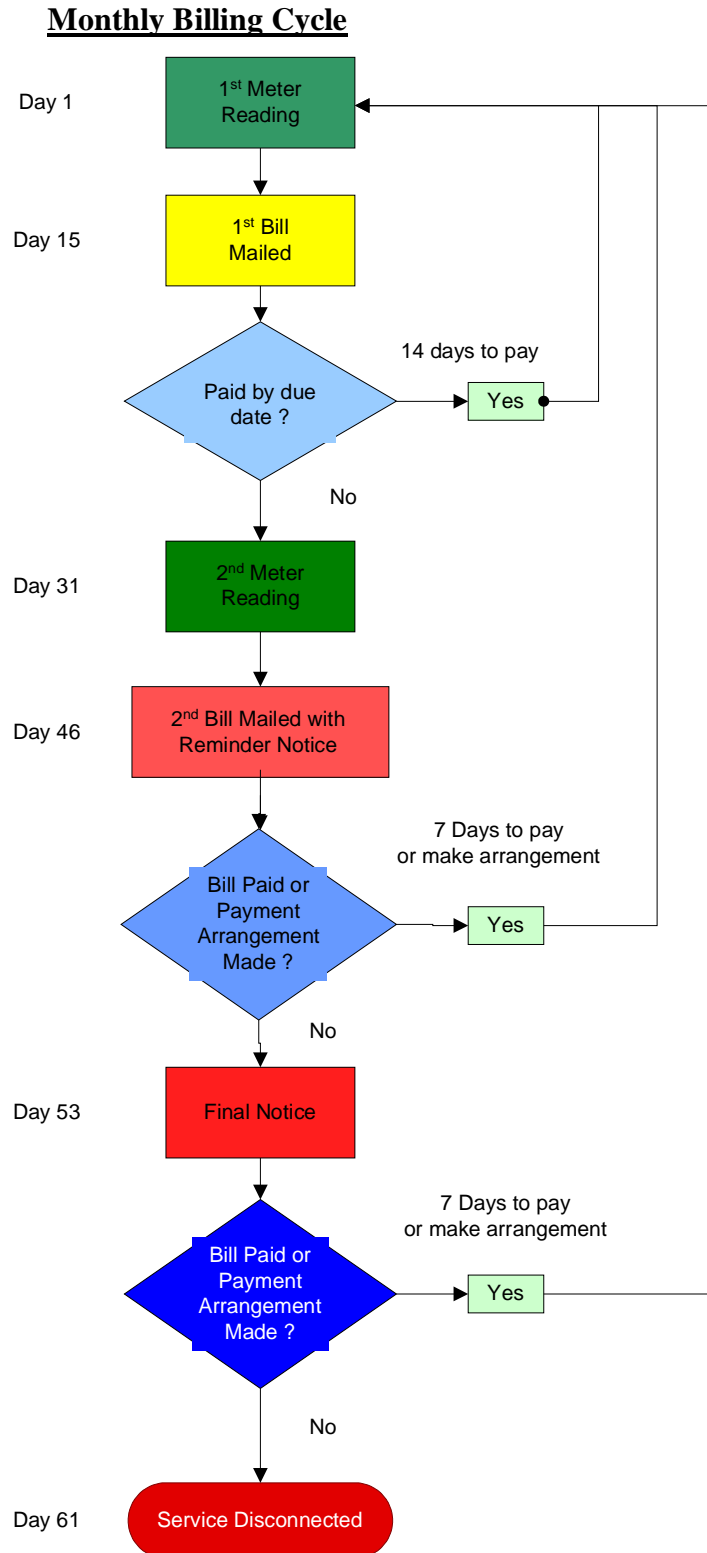 Monthly Billing Cycle
Day 1
1st Meter
Reading
Day 15
1st Bill
Mailed
14 days to pay
Paid by due
date ?
Yes
No
Day 31
2nd Meter
Reading
Day 46
2nd Bill Mailed with
Reminder Notice
7 Days to pay
or make arrangement
Bill Paid or
Payment
Arrangement
Made ?
Yes
No
Day 53
Final Notice
7 Days to pay
or make arrangement
Bill Paid or
Payment
Arrangement
Made ?
Yes
No
Day 61
Service Disconnected